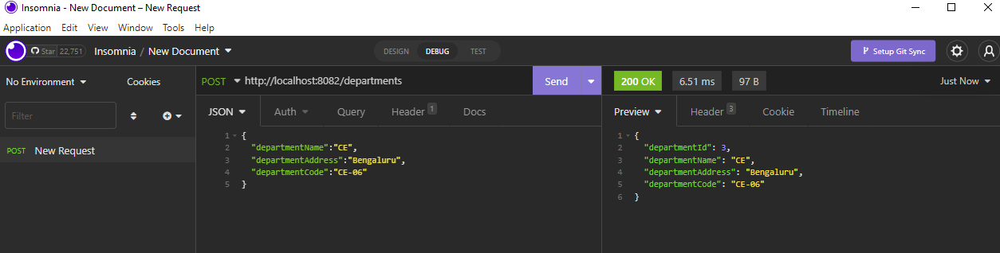 Insomnia - New Document – New Request
Application Edit View Window Tools Help
Star 22,751 Insomnia / New Document DESIGN DEBUG TEST Setup Git Sync
No Environment Cookies POST http://localhost:8082/departments Send 200 OK 6.51 ms 97 B Just Now
Filter JSON Auth Query Header 1 Docs Preview Header 3 Cookie Timeline
POST New Request
1 {
2 "departmentName":"CE",
3 "departmentAddress":"Bengaluru",
4 "departmentCode":"CE-06"
5 }
1 {
2 "departmentId": 3,
3 "departmentName": "CE",
4 "departmentAddress": "Bengaluru",
5 "departmentCode": "CE-06"
6 }